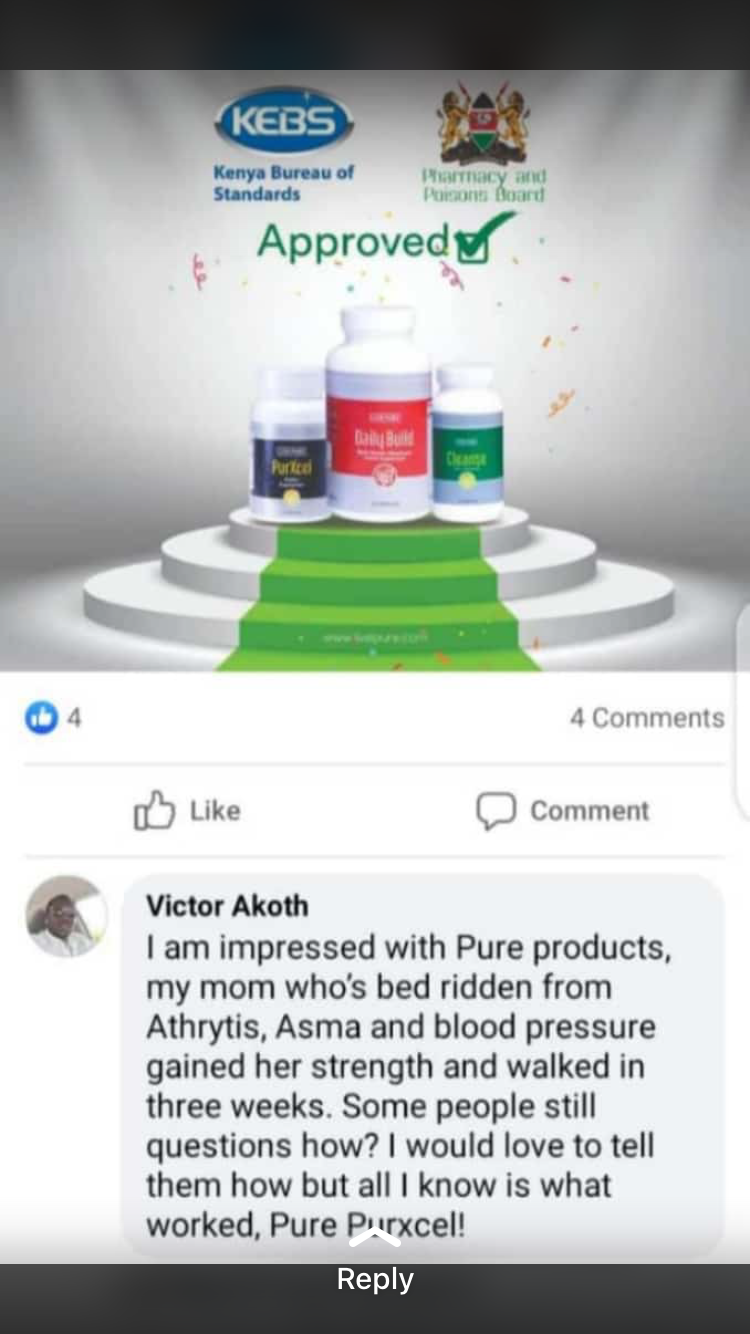 KEBS
Kenya Bureau of
Standards
Pharmacy and
Poisons Board
Approved
PurXcel
Daily Build
Cleanse
www.livepure.com
4
4 Comments
Like
Comment
Victor Akoth
I am impressed with Pure products,
my mom who's bed ridden from
Athrytis, Asma and blood pressure
gained her strength and walked in
three weeks. Some people still
questions how? I would love to tell
them how but all I know is what
worked, Pure Purxcel!
Reply